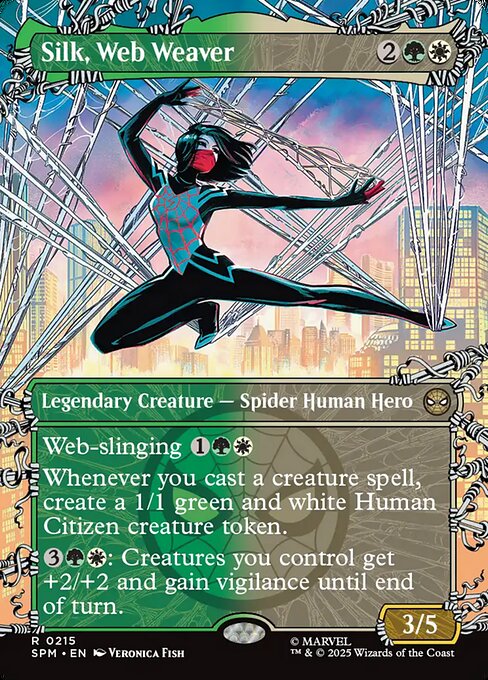 Silk, Web Weaver 2
Legendary Creature — Spider Human Hero
Web-slinging 1
Whenever you cast a creature spell,
create a 1/1 green and white Human
Citizen creature token.
3: Creatures you control get
+2/+2 and gain vigilance until end
of turn.
3/5
R 0215
SPM • EN VERONICA FISH
© MARVEL
™ & © 2025 Wizards of the Coast